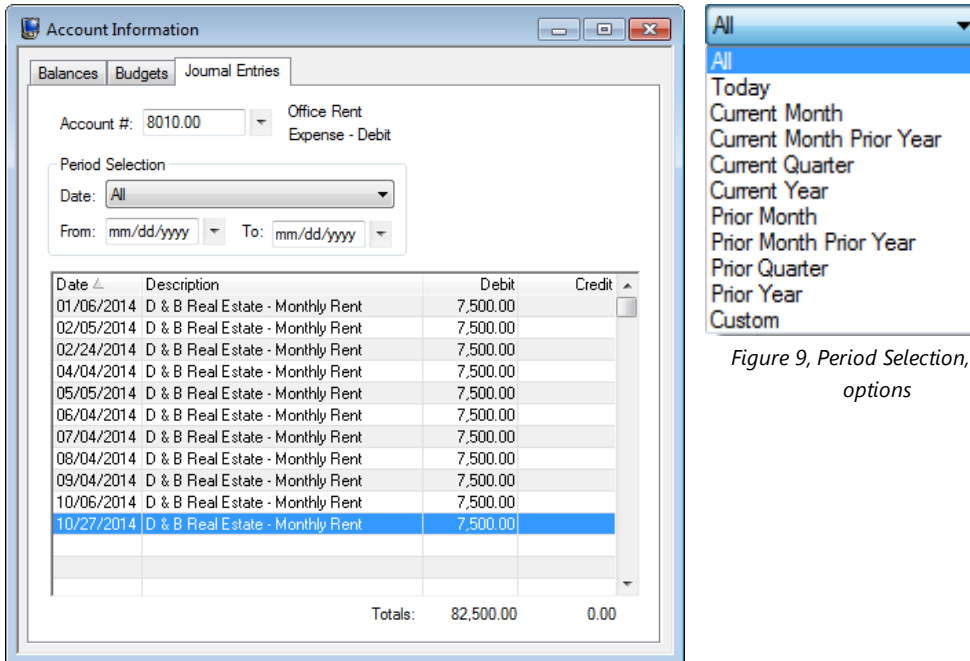 Account Information
Balances Budgets Journal Entries
Account #: 8010.00 Office Rent
Expense - Debit
Period Selection
Date: All
From: mm/dd/yyyy To: mm/dd/yyyy
Date Description Debit Credit
01/06/2014 D & B Real Estate - Monthly Rent 7,500.00
02/05/2014 D & B Real Estate - Monthly Rent 7,500.00
02/24/2014 D & B Real Estate - Monthly Rent 7,500.00
04/04/2014 D & B Real Estate - Monthly Rent 7,500.00
05/05/2014 D & B Real Estate - Monthly Rent 7,500.00
06/04/2014 D & B Real Estate - Monthly Rent 7,500.00
07/04/2014 D & B Real Estate - Monthly Rent 7,500.00
08/04/2014 D & B Real Estate - Monthly Rent 7,500.00
09/04/2014 D & B Real Estate - Monthly Rent 7,500.00
10/06/2014 D & B Real Estate - Monthly Rent 7,500.00
10/27/2014 D & B Real Estate - Monthly Rent 7,500.00
Totals: 82,500.00 0.00
All
All
Today
Current Month
Current Month Prior Year
Current Quarter
Current Year
Prior Month
Prior Month Prior Year
Prior Quarter
Prior Year
Custom
Figure 9, Period Selection,
options